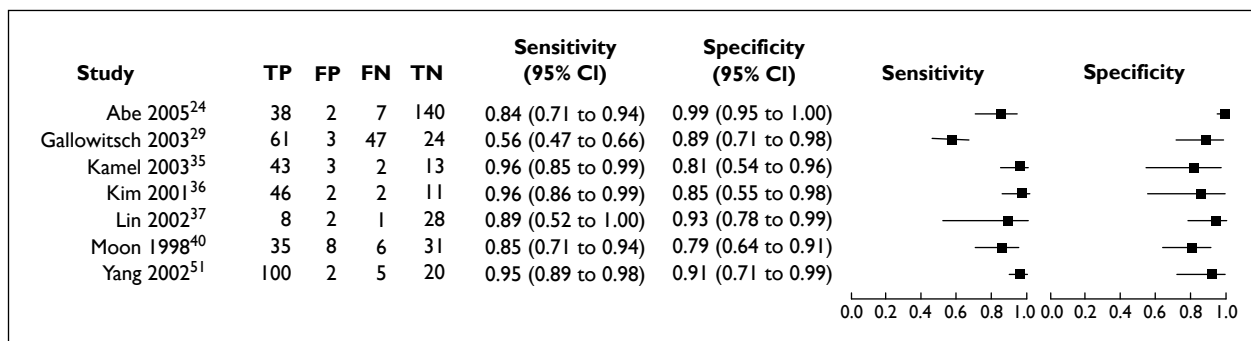 Sensitivity Specificity
Study TP FP FN TN (95% CI) (95% CI) Sensitivity Specificity
Abe 2005²⁴ 38 2 7 140 0.84 (0.71 to 0.94) 0.99 (0.95 to 1.00)
Gallowitsch 2003²⁹ 61 3 47 24 0.56 (0.47 to 0.66) 0.89 (0.71 to 0.98)
Kamel 2003³⁵ 43 3 2 13 0.96 (0.85 to 0.99) 0.81 (0.54 to 0.96)
Kim 2001³⁶ 46 2 2 11 0.96 (0.86 to 0.99) 0.85 (0.55 to 0.98)
Lin 2002³⁷ 8 2 1 28 0.89 (0.52 to 1.00) 0.93 (0.78 to 0.99)
Moon 1998⁴⁰ 35 8 6 31 0.85 (0.71 to 0.94) 0.79 (0.64 to 0.91)
Yang 2002⁵¹ 100 2 5 20 0.95 (0.89 to 0.98) 0.91 (0.71 to 0.99)
0.0 0.2 0.4 0.6 0.8 1.0 0.0 0.2 0.4 0.6 0.8 1.0